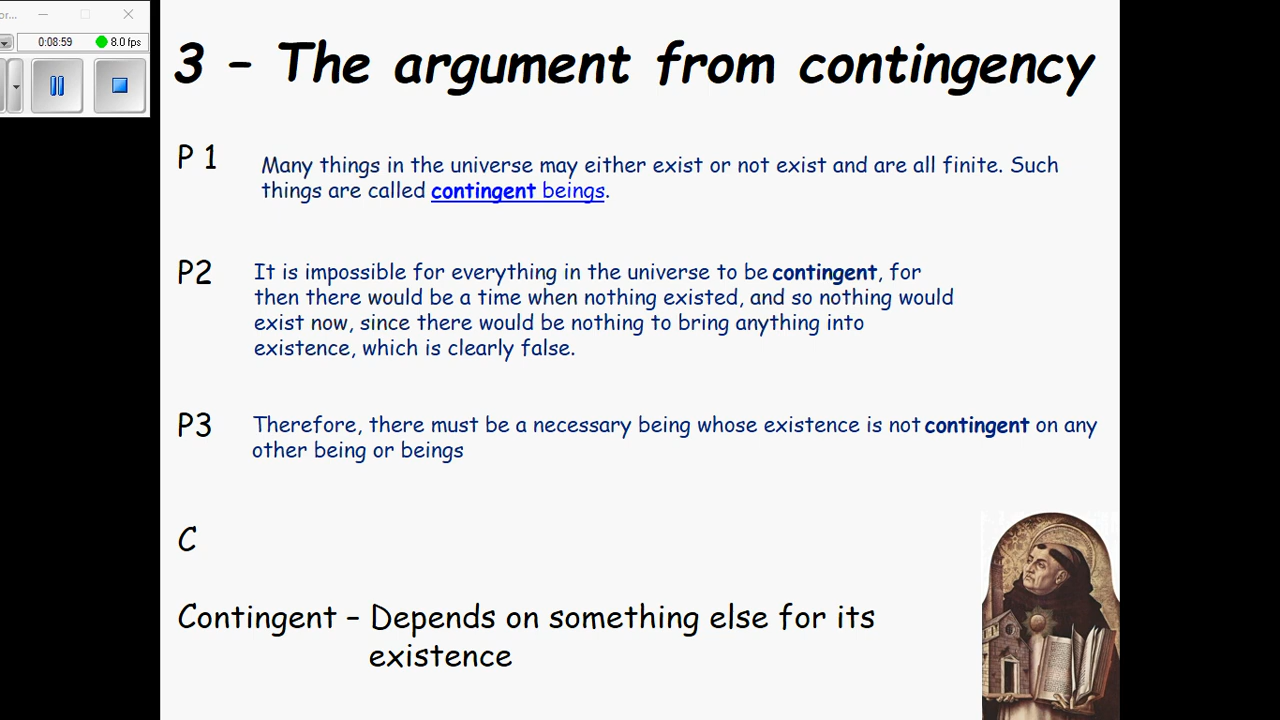 or...
0:08:59 8.0 fps
3 – The argument from contingency
P 1
Many things in the universe may either exist or not exist and are all finite. Such
things are called contingent beings.
P2
It is impossible for everything in the universe to be contingent, for
then there would be a time when nothing existed, and so nothing would
exist now, since there would be nothing to bring anything into
existence, which is clearly false.
P3
Therefore, there must be a necessary being whose existence is not contingent on any
other being or beings
C
Contingent – Depends on something else for its
existence